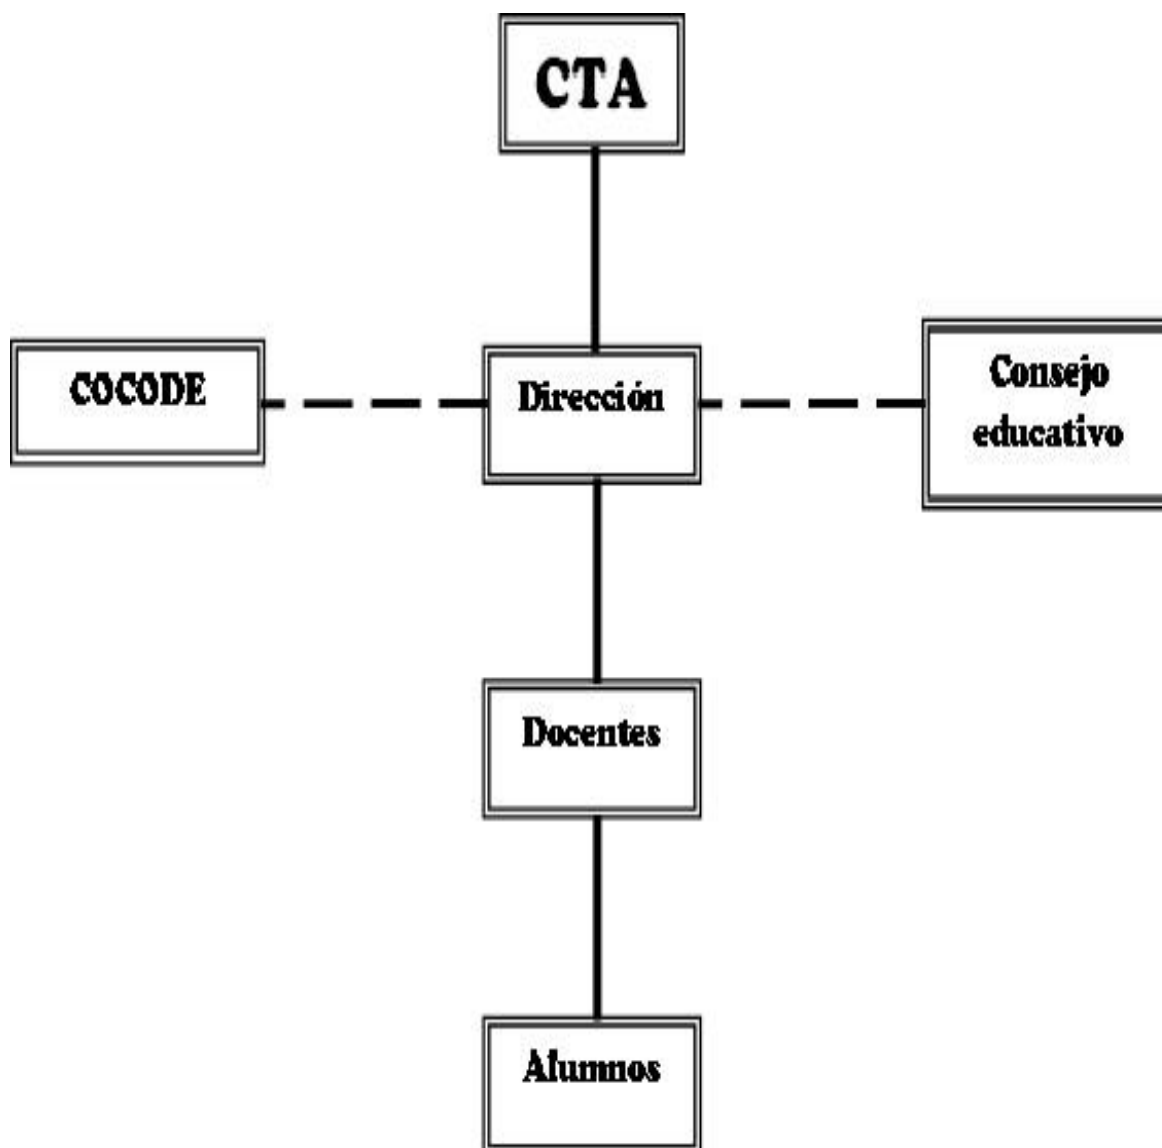 CTA
COCODE
Dirección
Consejo
educativo
Docentes
Alumnos